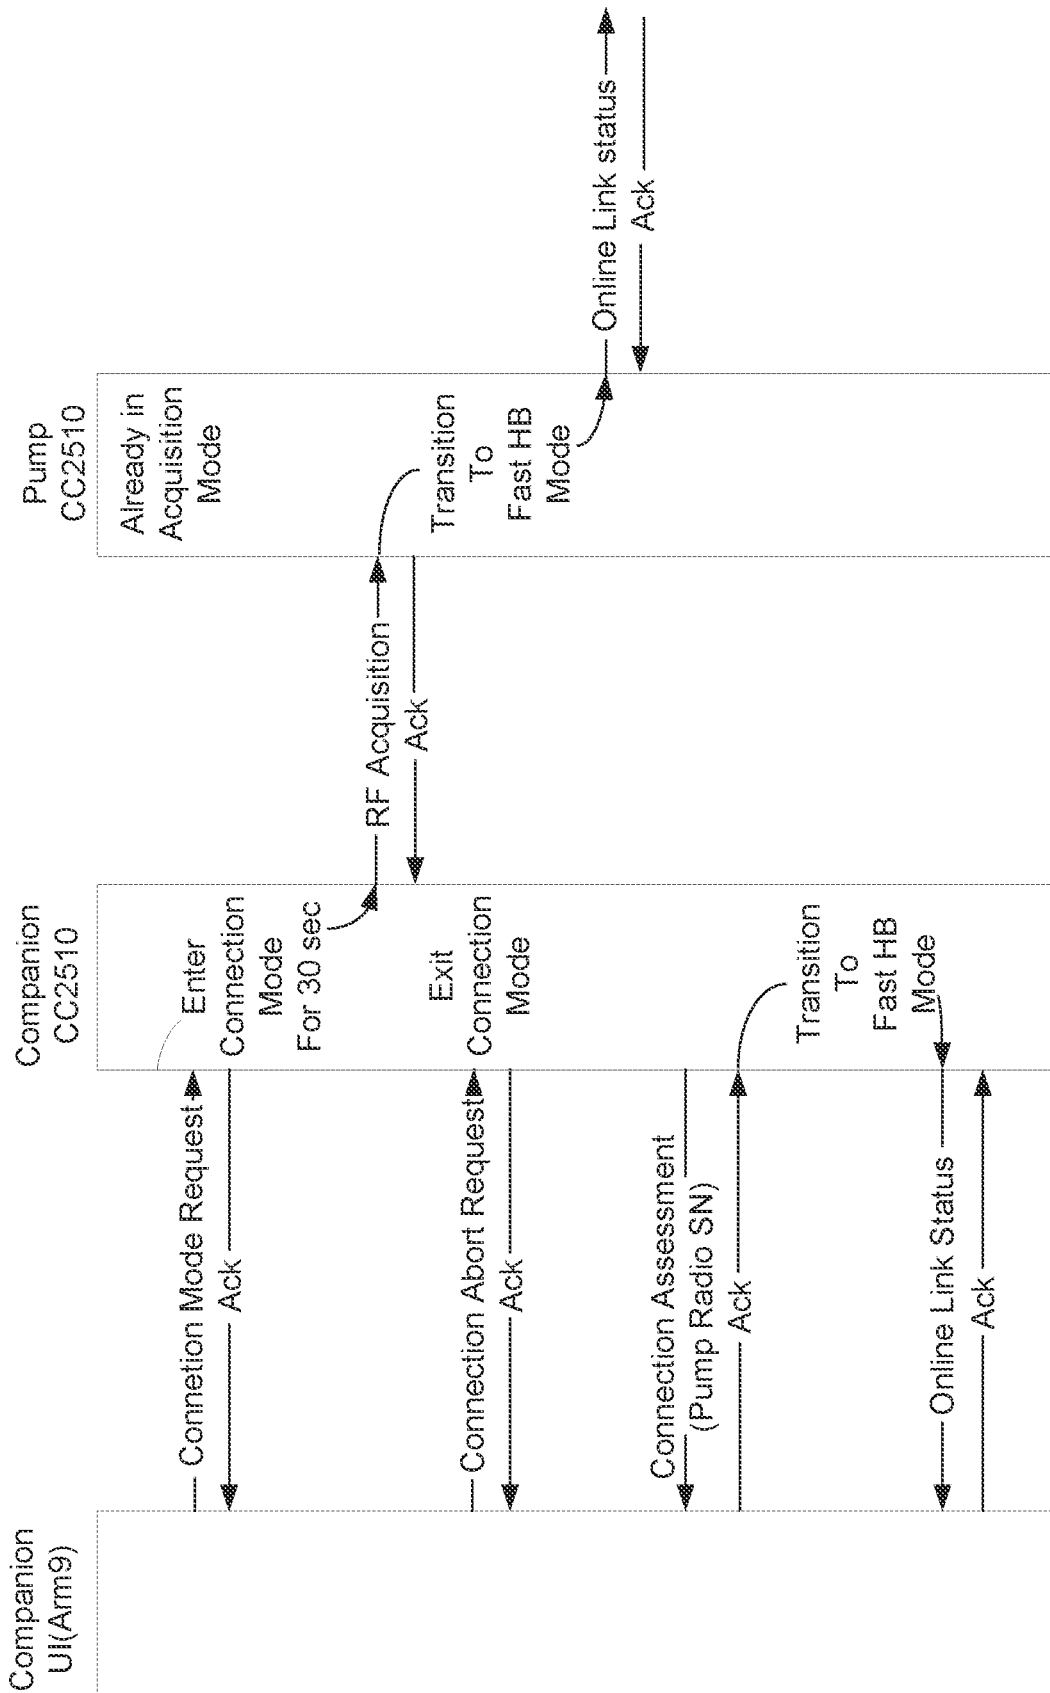 Companion
UI(Arm9)
Companion
CC2510
Pump
CC2510
Connetion Mode Request
Ack
Enter
Connection
Mode
For 30 sec
Already in
Acquisition
Mode
RF Acquisition
Ack
Connection Abort Request
Ack
Exit
Connection
Mode
Transition
To
Fast HB
Mode
Online Link status
Ack
Connection Assessment
(Pump Radio SN)
Ack
Transition
To
Fast HB
Mode
Online Link Status
Ack